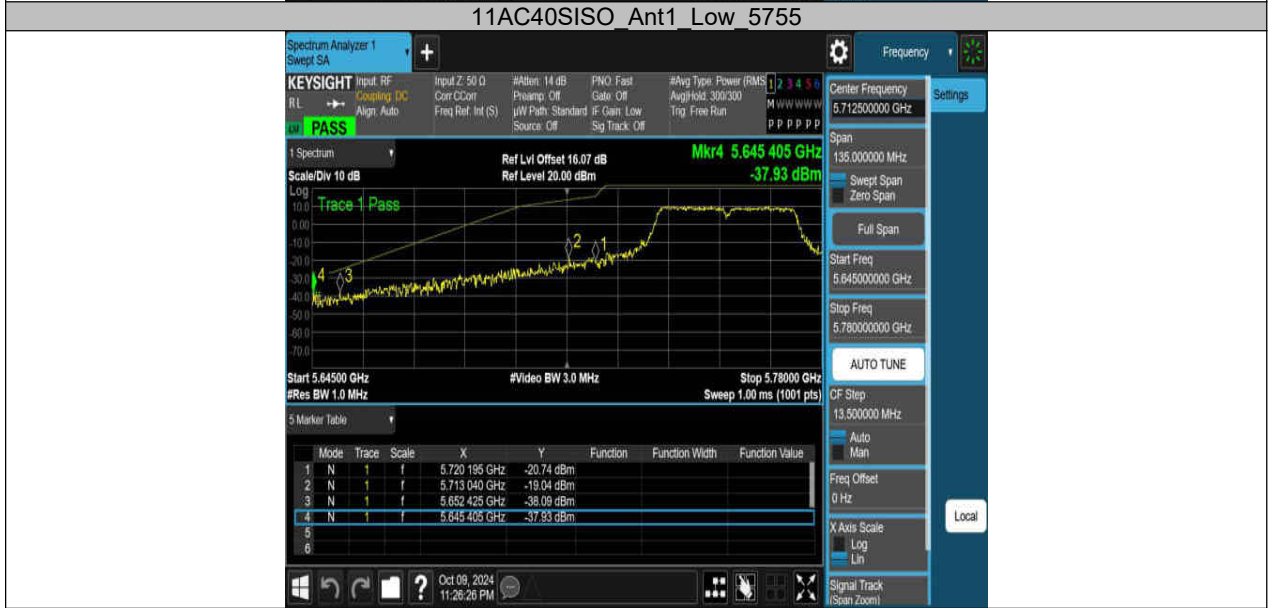 11AC40SISO_Ant1_Low_5755
Spectrum Analyzer 1
Swept SA
+
Frequency
KEYSIGHT
RL
PASS
Input: RF
Coupling: DC
Align: Auto
Input Z: 50 Ω
Corr CCorr
Freq Ref: Int (S)
#Atten: 14 dB
Preamp: Off
µW Path: Standard
Source: Off
PNO: Fast
Gate: Off
IF Gain: Low
Sig Track: Off
#Avg Type: Power (RMS
Avg|Hold: 300/300
Trig: Free Run
1 2 3 4 5 6
M W W W W W
P P P P P P
1 Spectrum
Scale/Div 10 dB
Ref Lvl Offset 16.07 dB
Ref Level 20.00 dBm
Mkr4 5.645 405 GHz
-37.93 dBm
Log
Trace 1 Pass
10.0
0.00
-10.0
-20.0
-30.0
-40.0
-50.0
-60.0
-70.0
4
3
2
1
Start 5.64500 GHz
#Res BW 1.0 MHz
#Video BW 3.0 MHz
Stop 5.78000 GHz
Sweep 1.00 ms (1001 pts)
5 Marker Table
Mode Trace Scale X Y Function Function Width Function Value
1 N 1 f 5.720 195 GHz -20.74 dBm
2 N 1 f 5.713 040 GHz -19.04 dBm
3 N 1 f 5.652 425 GHz -38.09 dBm
4 N 1 f 5.645 405 GHz -37.93 dBm
5
6
Oct 09, 2024
11:26:26 PM
Center Frequency
5.712500000 GHz
Settings
Span
135.000000 MHz
Swept Span
Zero Span
Full Span
Start Freq
5.645000000 GHz
Stop Freq
5.780000000 GHz
AUTO TUNE
CF Step
13.500000 MHz
Auto
Man
Freq Offset
0 Hz
X Axis Scale
Log
Lin
Signal Track
(Span Zoom)
Local